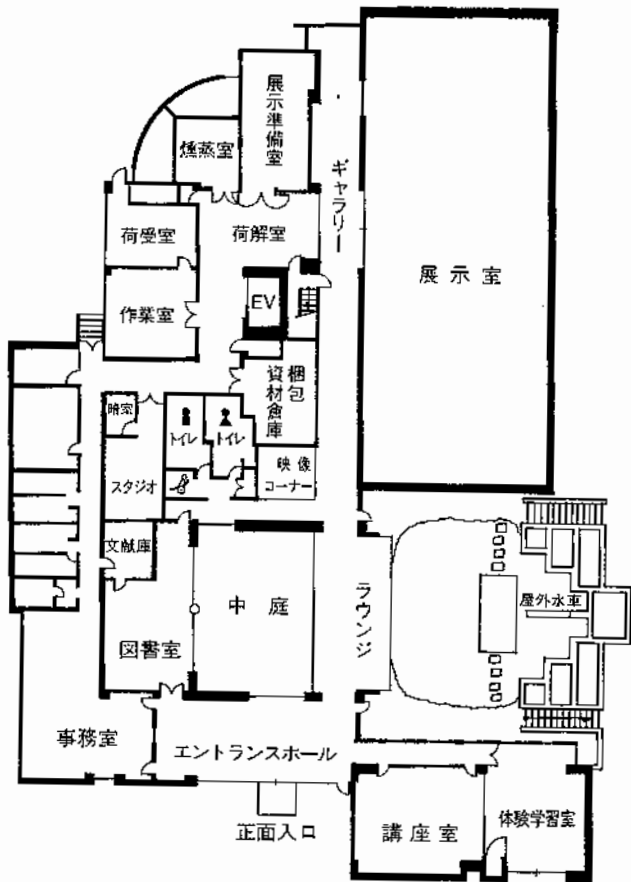 展示準備室
燻蒸室
ギャラリー
荷受室
荷解室
展示室
作業室
EV
梱包
資材倉庫
暗室
トイレ
トイレ
映像
コーナー
スタジオ
文献庫
中庭
ラウンジ
屋外水車
図書室
事務室
エントランスホール
正面入口
講座室
体験学習室